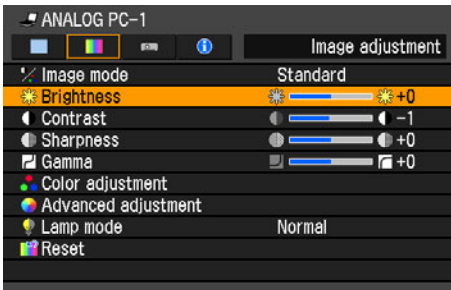 ANALOG PC-1
Image adjustment
Image mode Standard
Brightness +0
Contrast -1
Sharpness +0
Gamma +0
Color adjustment
Advanced adjustment
Lamp mode Normal
Reset